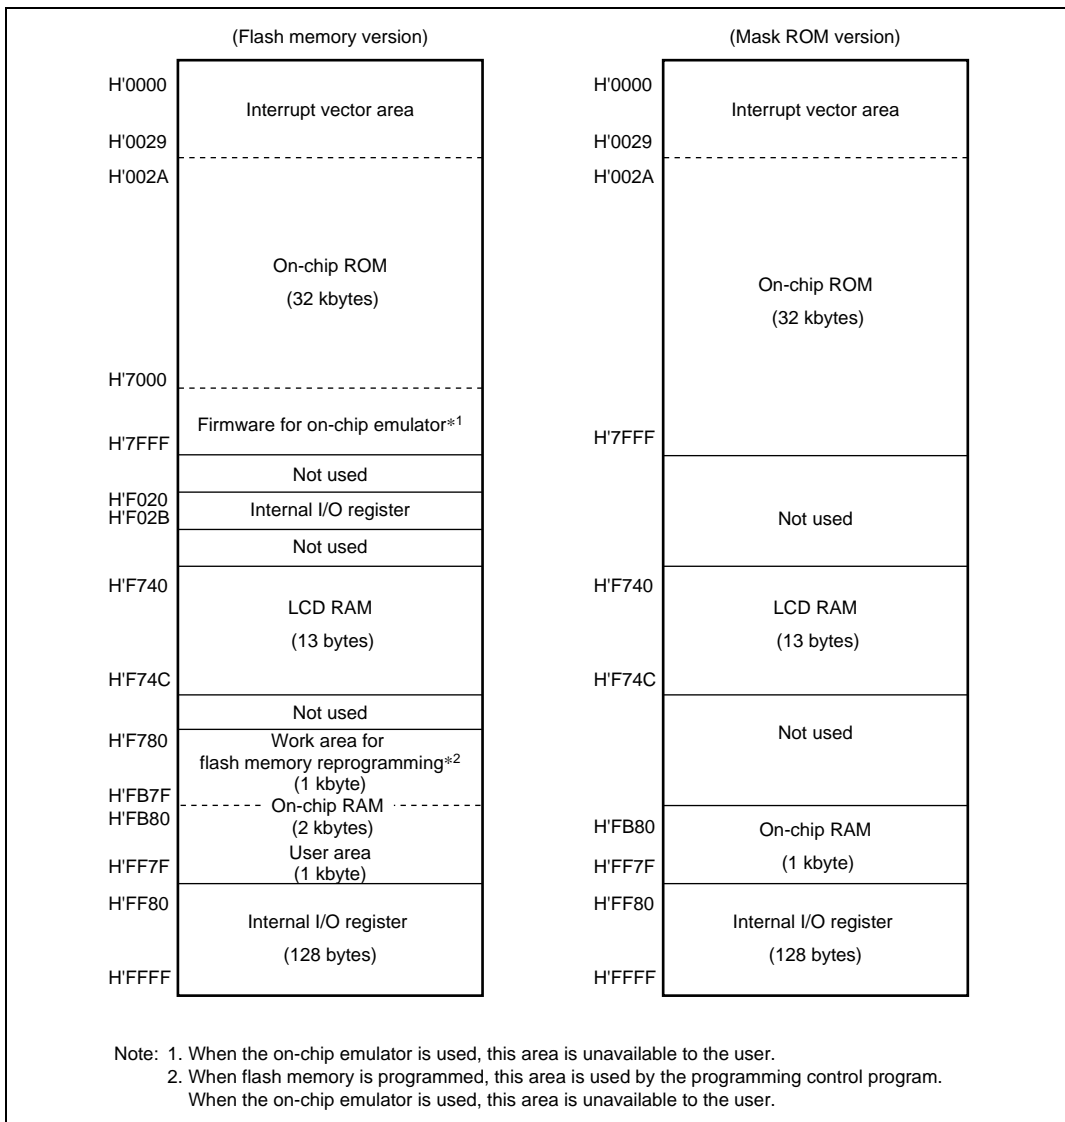 (Flash memory version)
H'0000
Interrupt vector area
H'0029
H'002A
On-chip ROM
(32 kbytes)
H'7000
Firmware for on-chip emulator*1
H'7FFF
Not used
H'F020
Internal I/O register
H'F02B
Not used
H'F740
LCD RAM
(13 bytes)
H'F74C
Not used
H'F780
Work area for
flash memory reprogramming*2
(1 kbyte)
H'FB7F
On-chip RAM
H'FB80
(2 kbytes)
User area
H'FF7F
(1 kbyte)
H'FF80
Internal I/O register
(128 bytes)
H'FFFF
(Mask ROM version)
H'0000
Interrupt vector area
H'0029
H'002A
On-chip ROM
(32 kbytes)
H'7FFF
Not used
H'F740
LCD RAM
(13 bytes)
H'F74C
Not used
H'FB80
On-chip RAM
H'FF7F
(1 kbyte)
H'FF80
Internal I/O register
(128 bytes)
H'FFFF
Note: 1. When the on-chip emulator is used, this area is unavailable to the user.
2. When flash memory is programmed, this area is used by the programming control program.
When the on-chip emulator is used, this area is unavailable to the user.